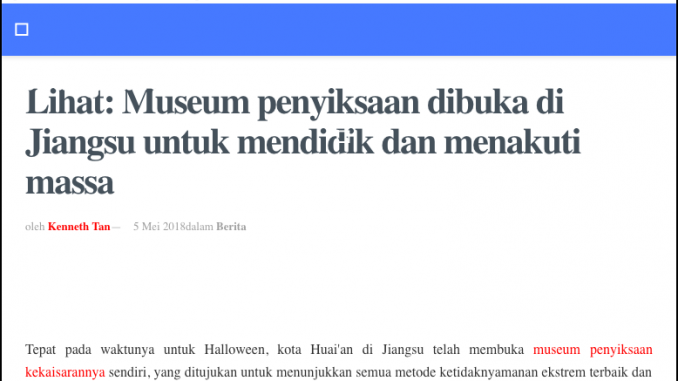 Lihat: Museum penyiksaan dibuka di
Jiangsu untuk mendidik dan menakuti
massa
oleh Kenneth Tan— 5 Mei 2018dalam Berita
Tepat pada waktunya untuk Halloween, kota Huai'an di Jiangsu telah membuka museum penyiksaan
kekaisarannya sendiri, yang ditujukan untuk menunjukkan semua metode ketidaknyamanan ekstrem terbaik dan